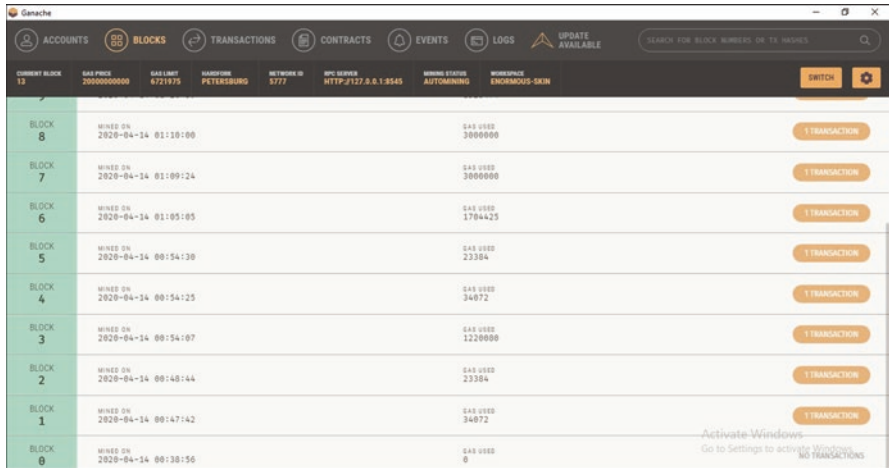 Ganache
ACCOUNTS BLOCKS TRANSACTIONS CONTRACTS EVENTS LOGS UPDATE AVAILABLE SEARCH FOR BLOCK NUMBERS OR TX HASHES
CURRENT BLOCK GAS PRICE GAS LIMIT HARDFORK NETWORK ID RPC SERVER MINING STATUS WORKSPACE
13 20000000000 6721975 PETERSBURG 5777 HTTP://127.0.0.1:8545 AUTOMINING ENORMOUS-SKIN SWITCH
BLOCK MINED ON GAS USED
8 2020-04-14 01:10:00 3000000 1 TRANSACTION
BLOCK MINED ON GAS USED
7 2020-04-14 01:09:24 3000000 1 TRANSACTION
BLOCK MINED ON GAS USED
6 2020-04-14 01:05:05 1704425 1 TRANSACTION
BLOCK MINED ON GAS USED
5 2020-04-14 00:54:30 23384 1 TRANSACTION
BLOCK MINED ON GAS USED
4 2020-04-14 00:54:25 34072 1 TRANSACTION
BLOCK MINED ON GAS USED
3 2020-04-14 00:54:07 1220080 1 TRANSACTION
BLOCK MINED ON GAS USED
2 2020-04-14 00:48:44 23384 1 TRANSACTION
BLOCK MINED ON GAS USED
1 2020-04-14 00:47:42 34072 1 TRANSACTION
Activate Windows
BLOCK MINED ON GAS USED Go to Settings to activate Windows.
0 2020-04-14 00:38:56 0 NO TRANSACTIONS